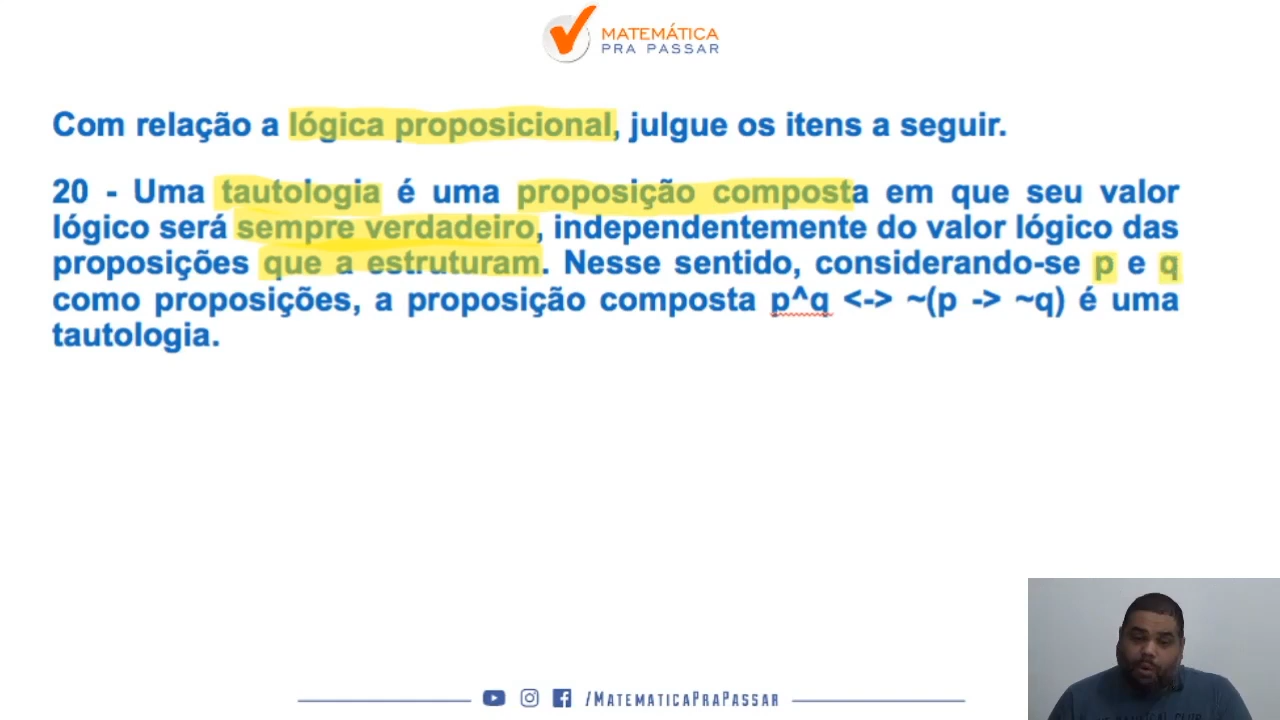 MATEMÁTICA
PRA PASSAR
Com relação a lógica proposicional, julgue os itens a seguir.
20 - Uma tautologia é uma proposição composta em que seu valor
lógico será sempre verdadeiro, independentemente do valor lógico das
proposições que a estruturam. Nesse sentido, considerando-se p e q
como proposições, a proposição composta p^q <-> ~(p -> ~q) é uma
tautologia.
/MATEMATICAPRAPASSAR